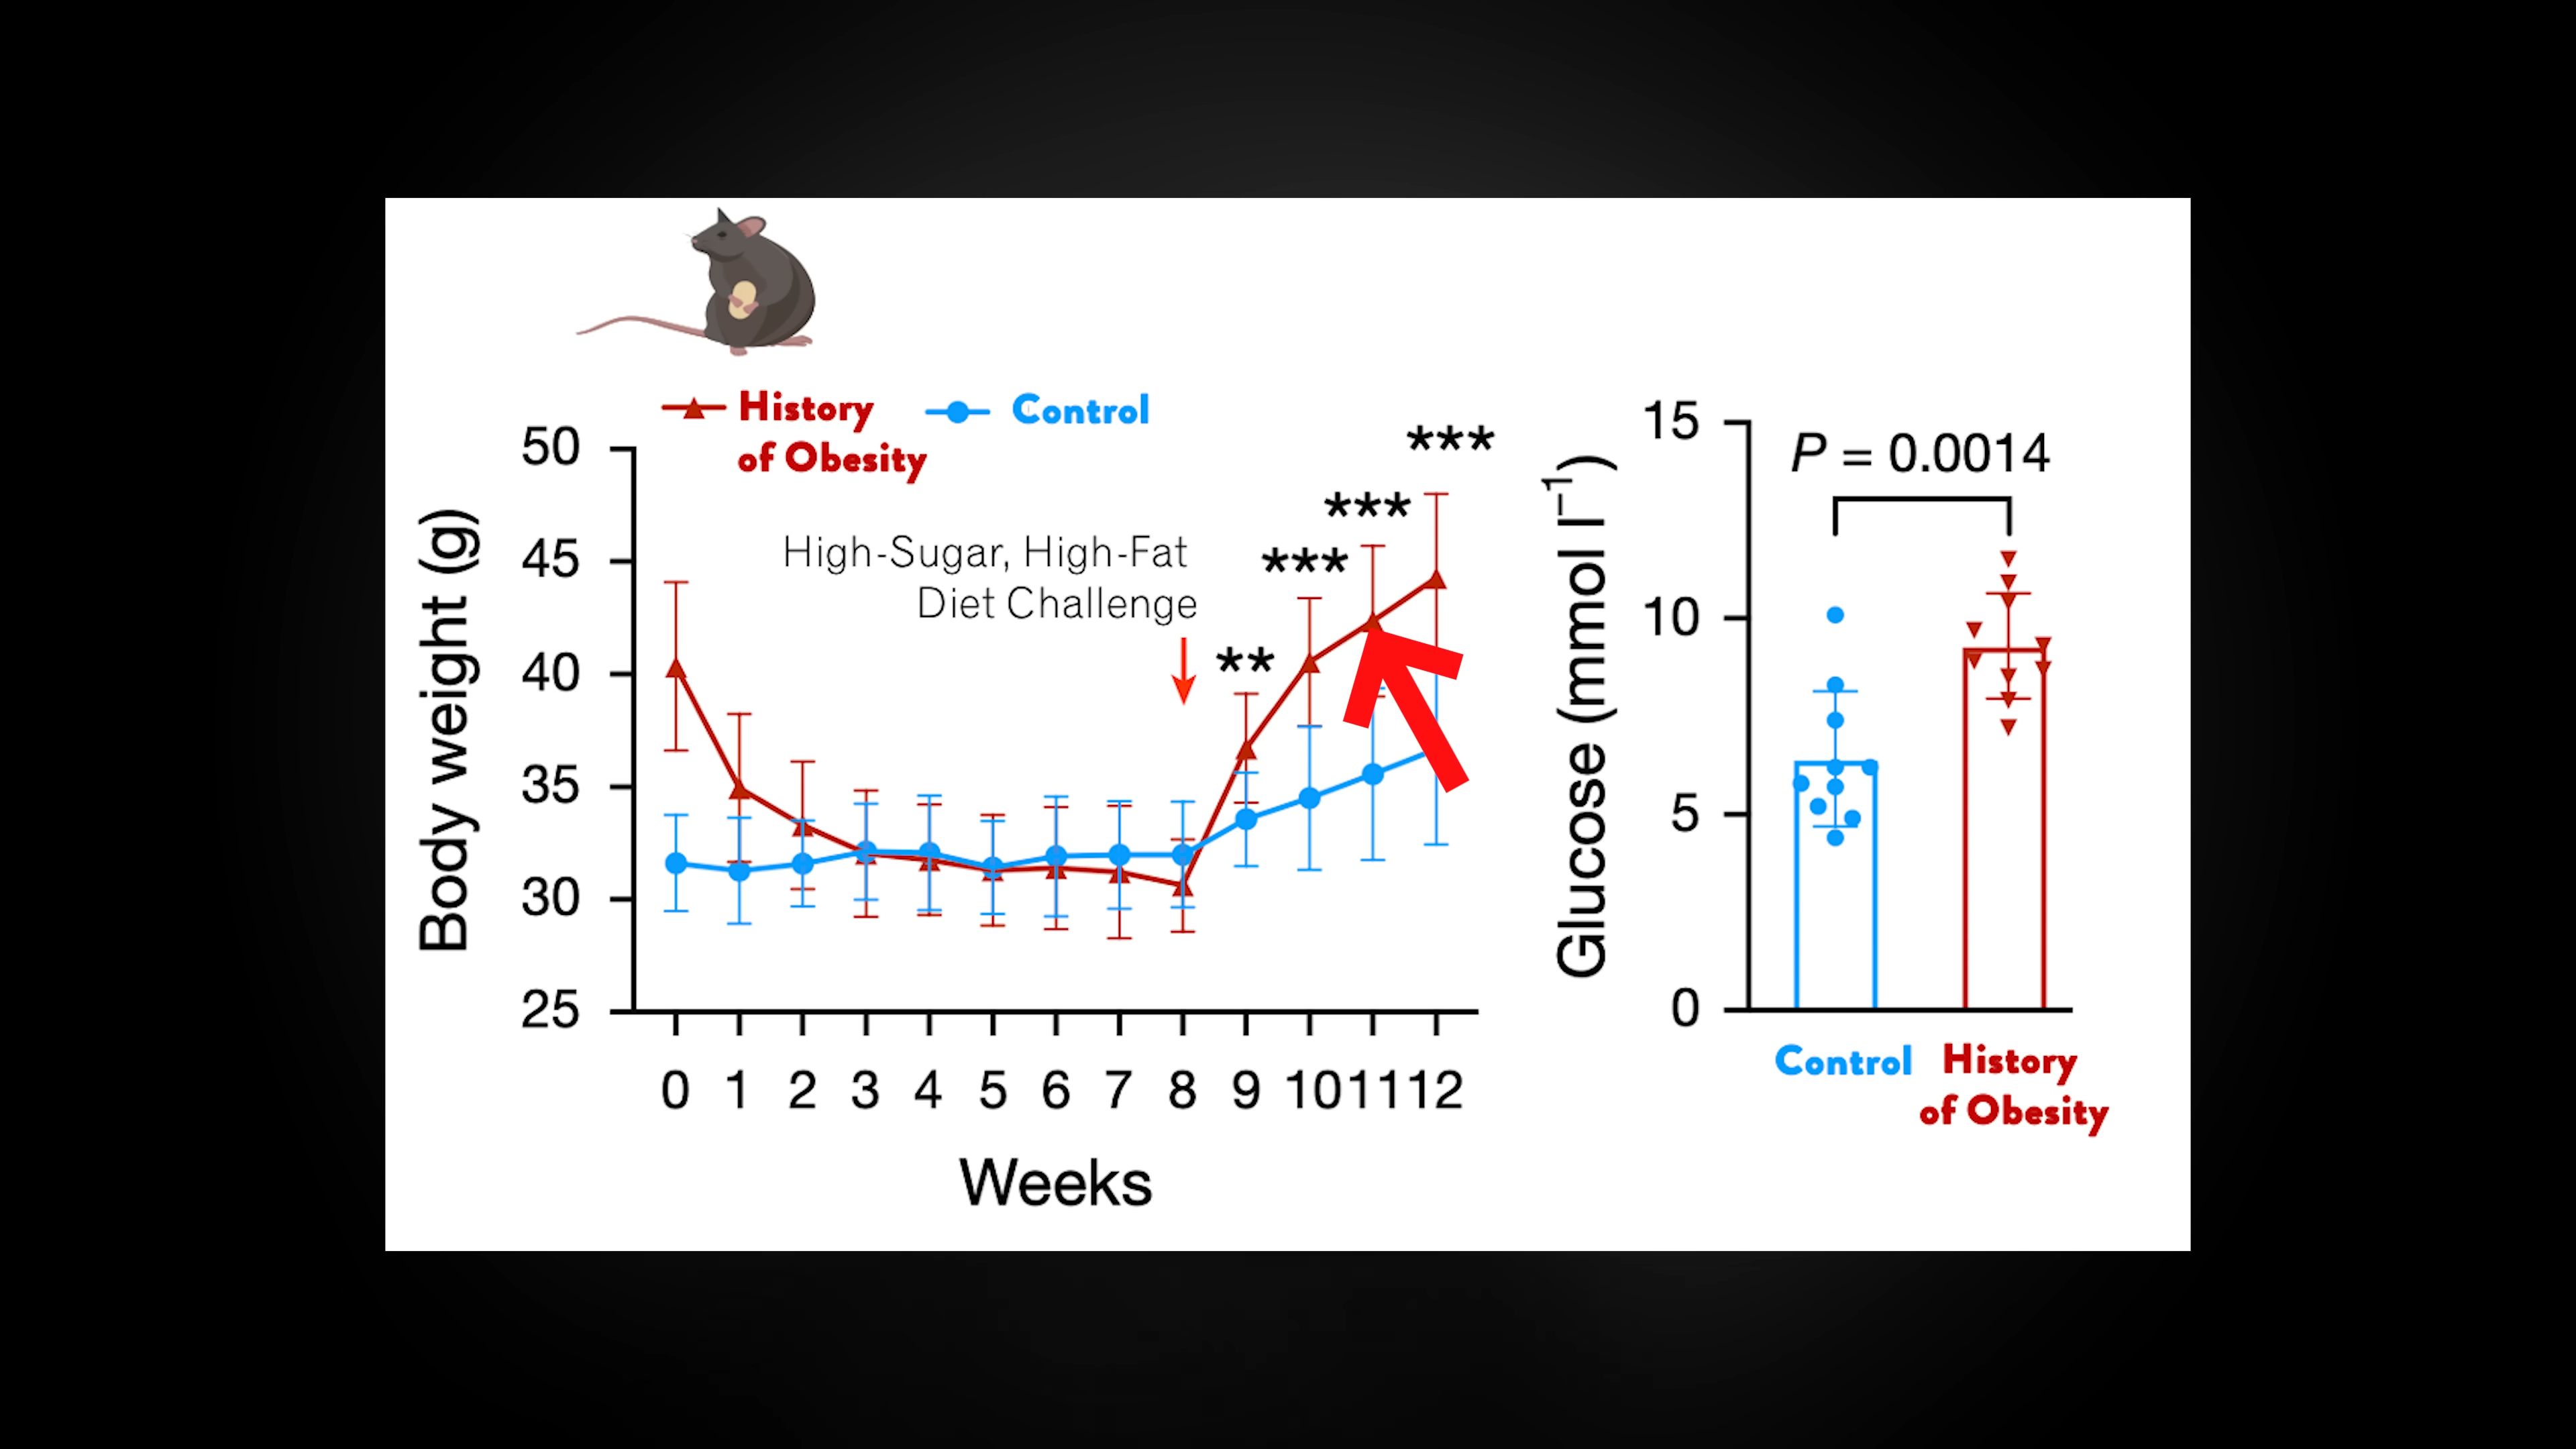 History
of Obesity
Control
50
45
40
35
30
25
Body weight (g)
High-Sugar, High-Fat
Diet Challenge
**
***
***
***
0 1 2 3 4 5 6 7 8 9 10 11 12
Weeks
15
10
5
0
Glucose (mmol l⁻¹)
P = 0.0014
Control
History
of Obesity